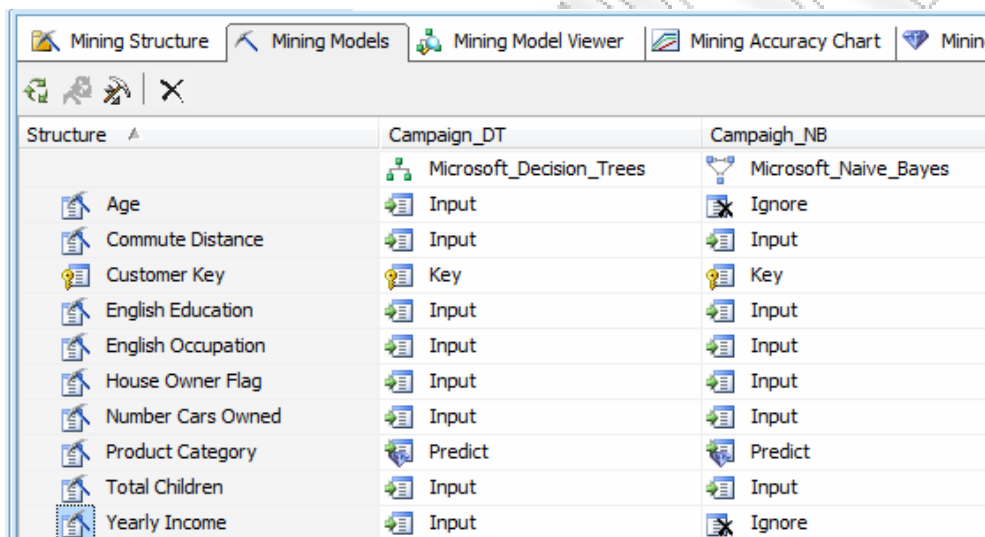 Mining Structure Mining Models Mining Model Viewer Mining Accuracy Chart Minin
Structure Campaign_DT Campaigh_NB
Microsoft_Decision_Trees Microsoft_Naive_Bayes
Age Input Ignore
Commute Distance Input Input
Customer Key Key Key
English Education Input Input
English Occupation Input Input
House Owner Flag Input Input
Number Cars Owned Input Input
Product Category Predict Predict
Total Children Input Input
Yearly Income Input Ignore